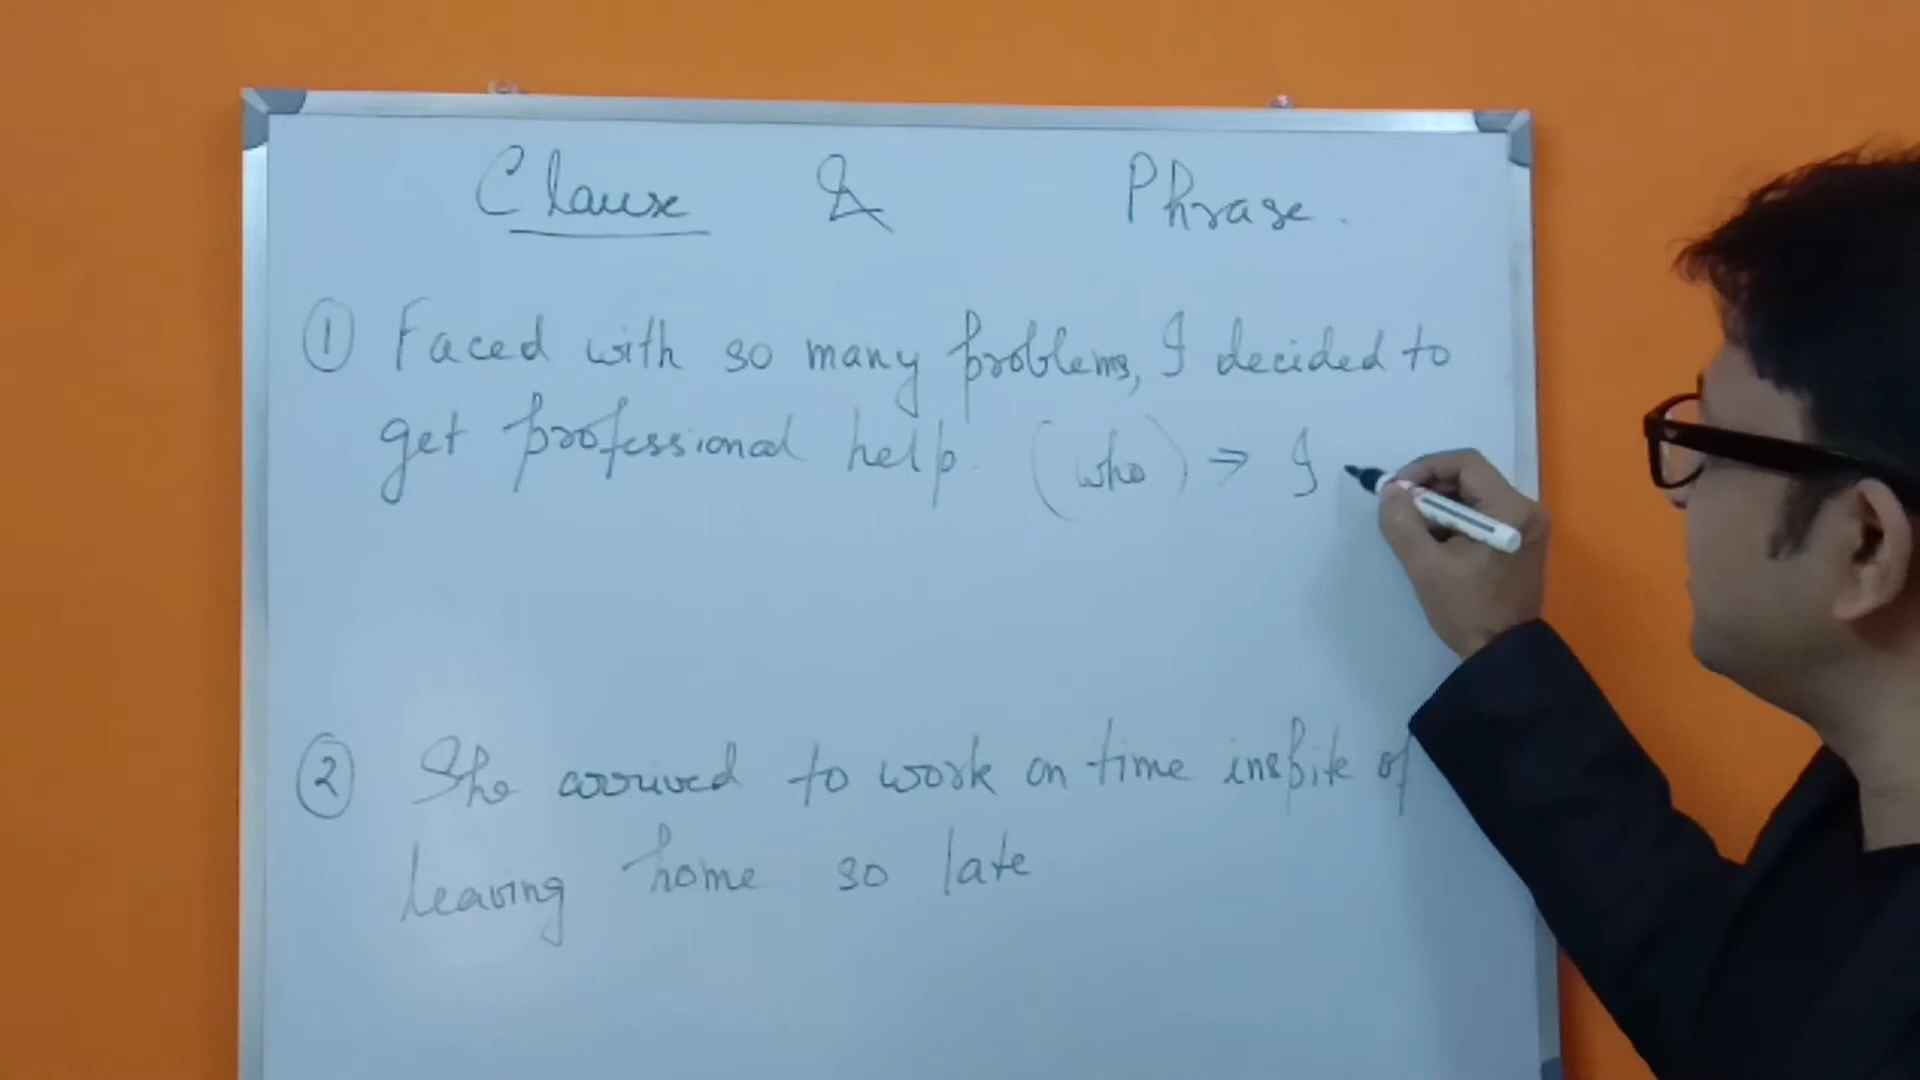 Clause & Phrase.
① Faced with so many problems, I decided to
get professional help. (who) ⇒ I
② She arrived to work on time inspite of
leaving home so late